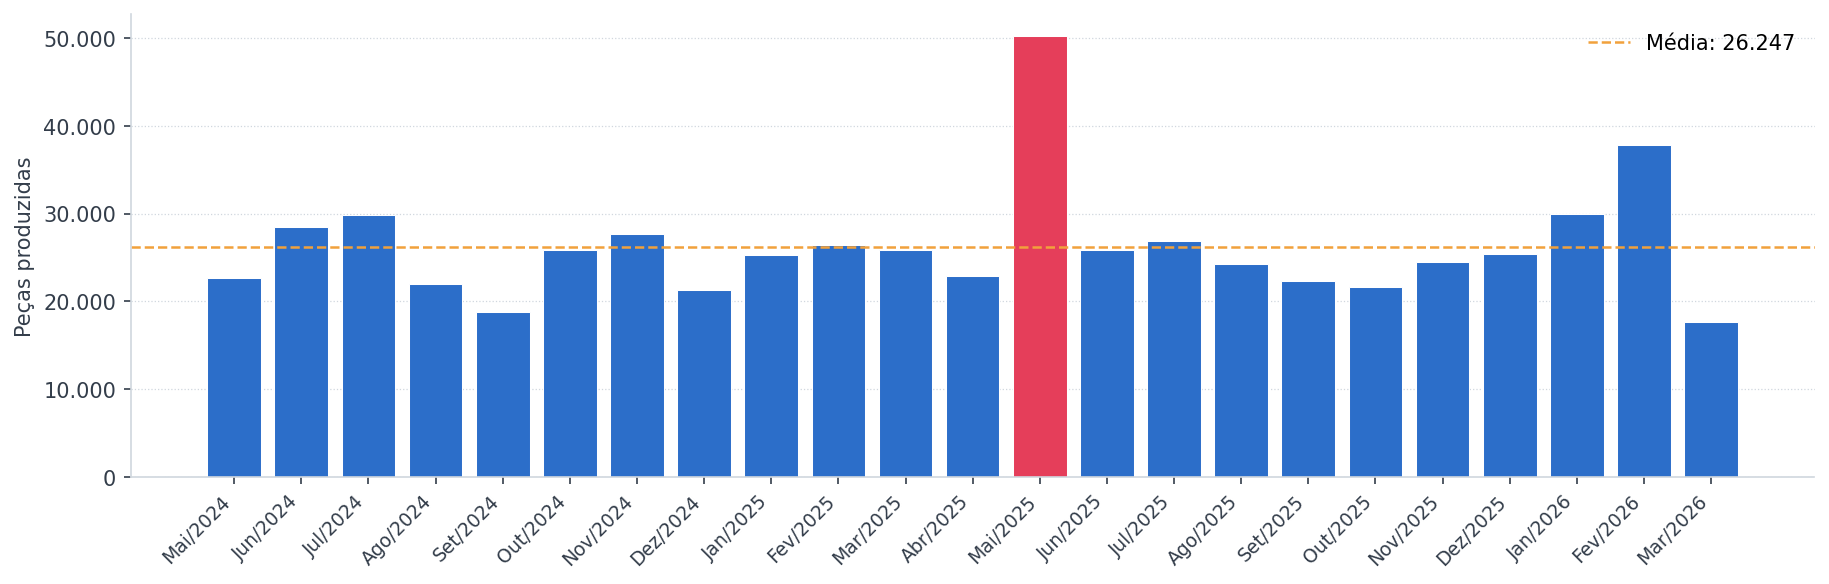 Peças produzidas
50.000
40.000
30.000
20.000
10.000
0
Média: 26.247
Mai/2024
Jun/2024
Jul/2024
Ago/2024
Set/2024
Out/2024
Nov/2024
Dez/2024
Jan/2025
Fev/2025
Mar/2025
Abr/2025
Mai/2025
Jun/2025
Jul/2025
Ago/2025
Set/2025
Out/2025
Nov/2025
Dez/2025
Jan/2026
Fev/2026
Mar/2026